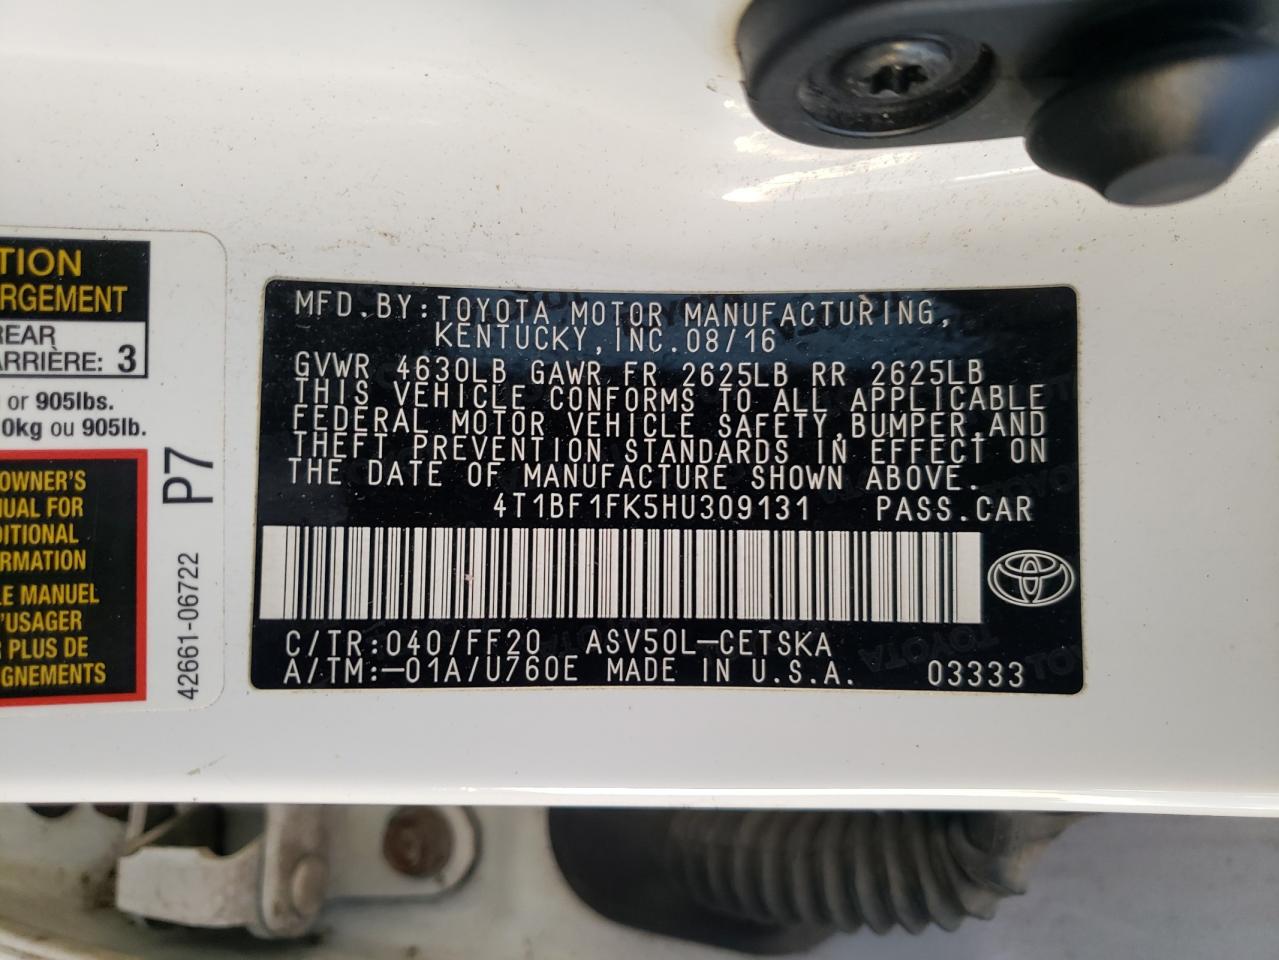 TION
RGEMENT
REAR
ARRIÈRE: 3
or 905lbs.
0kg ou 905lb.
OWNER'S
UAL FOR
DITIONAL
RMATION
LE MANUEL
'USAGER
R PLUS DE
GNEMENTS
P7
42661-06722
MFD.BY:TOYOTA MOTOR MANUFACTURING,
KENTUCKY,INC.08/16
GVWR 4630LB GAWR FR 2625LB RR 2625LB
THIS VEHICLE CONFORMS TO ALL APPLICABLE
FEDERAL MOTOR VEHICLE SAFETY,BUMPER,AND
THEFT PREVENTION STANDARDS IN EFFECT ON
THE DATE OF MANUFACTURE SHOWN ABOVE.
4T1BF1FK5HU309131 PASS.CAR
C/TR:040/FF20 ASV50L-CETSKA
A/TM:-01A/U760E MADE IN U.S.A. 03333